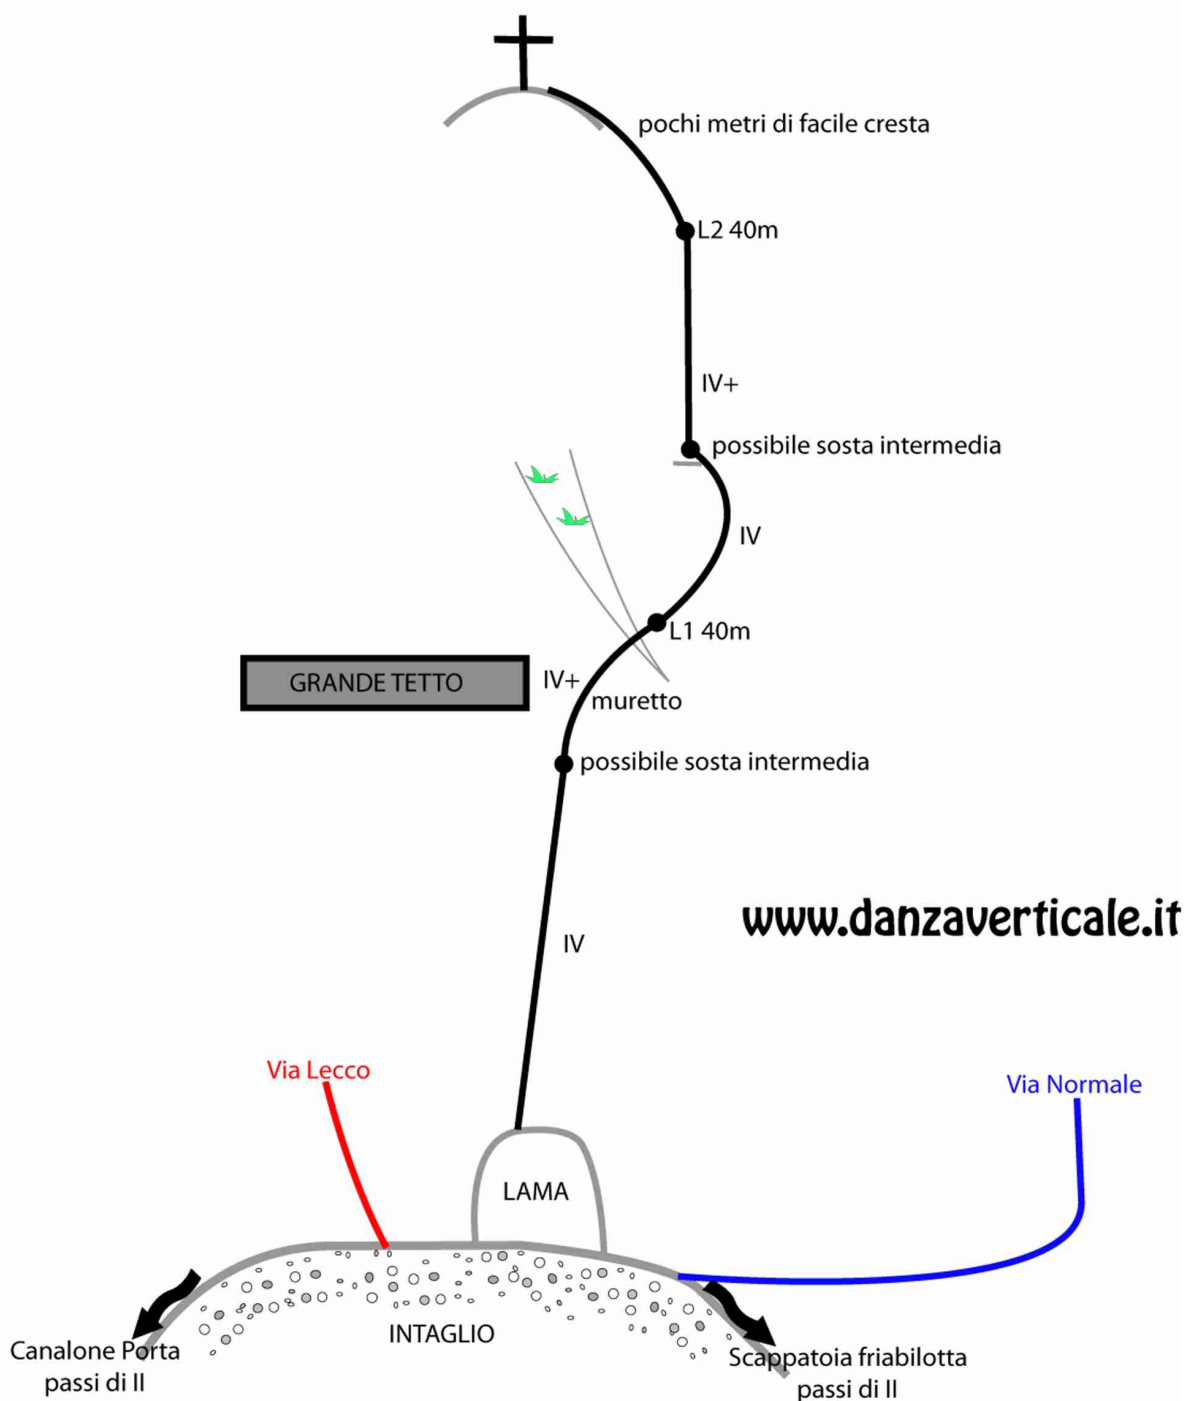 pochi metri di facile cresta
L2 40m
IV+
possibile sosta intermedia
IV
L1 40m
GRANDE TETTO
IV+
muretto
possibile sosta intermedia
www.danzaverticale.it
IV
Via Lecco
Via Normale
LAMA
INTAGLIO
Canalone Porta
passi di II
Scappatoia friabilotta
passi di II